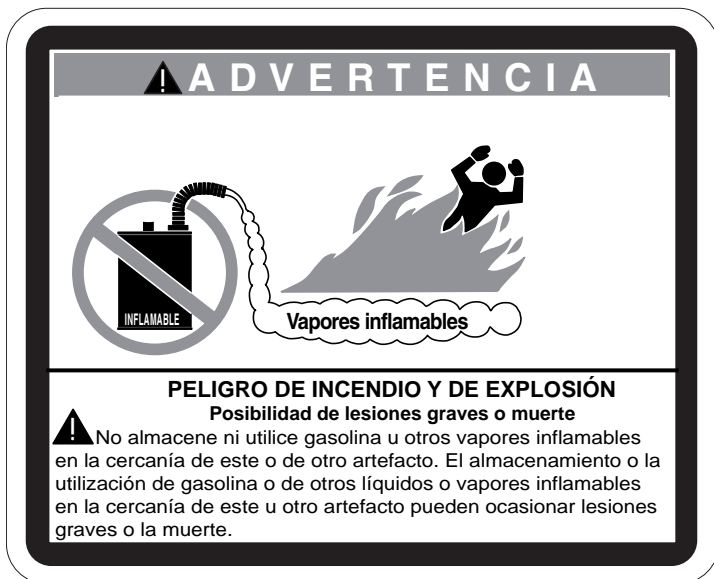 ADVERTENCIA
INFLAMABLE
Vapores inflamables
PELIGRO DE INCENDIO Y DE EXPLOSIÓN
Posibilidad de lesiones graves o muerte
No almacene ni utilice gasolina u otros vapores inflamables
en la cercanía de este o de otro artefacto. El almacenamiento o la
utilización de gasolina o de otros líquidos o vapores inflamables
en la cercanía de este u otro artefacto pueden ocasionar lesiones
graves o la muerte.